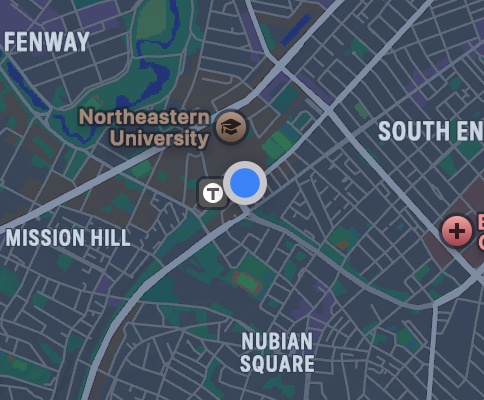 FENWAY
Northeastern
University
SOUTH EN
T
MISSION HILL
NUBIAN
SQUARE